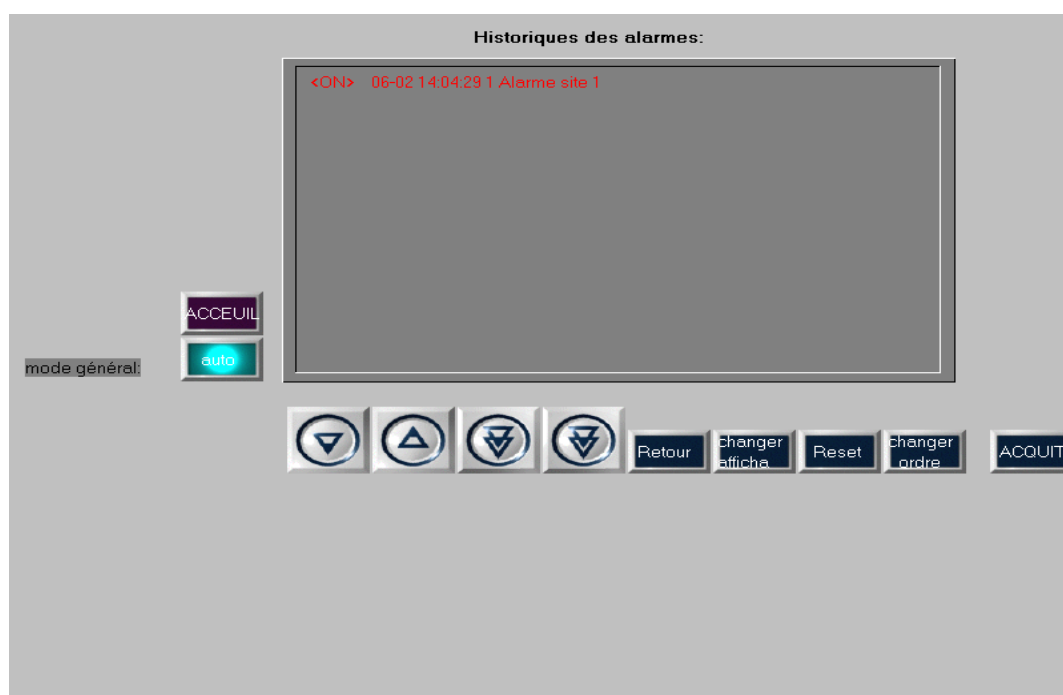 Historiques des alarmes:
<ON> 06-02 14:04:29 1 Alarme site 1
ACCEUIL
auto
mode général:
Retour
changer
afficha
Reset
changer
ordre
ACQUIT